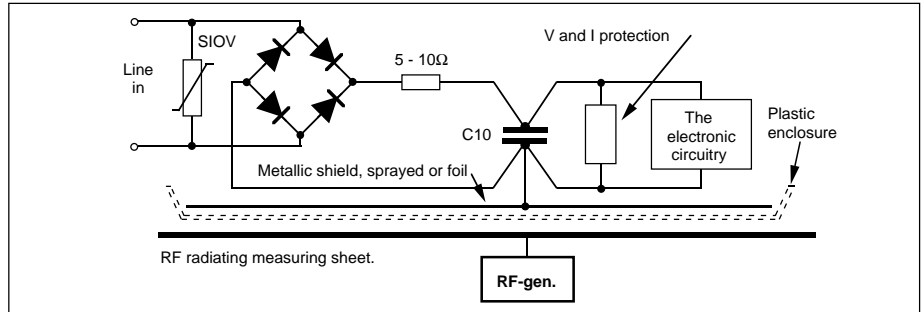 SIOV
Line
in
5 - 10Ω
V and I protection
C10
The
electronic
circuitry
Plastic
enclosure
Metallic shield, sprayed or foil
RF radiating measuring sheet.
RF-gen.